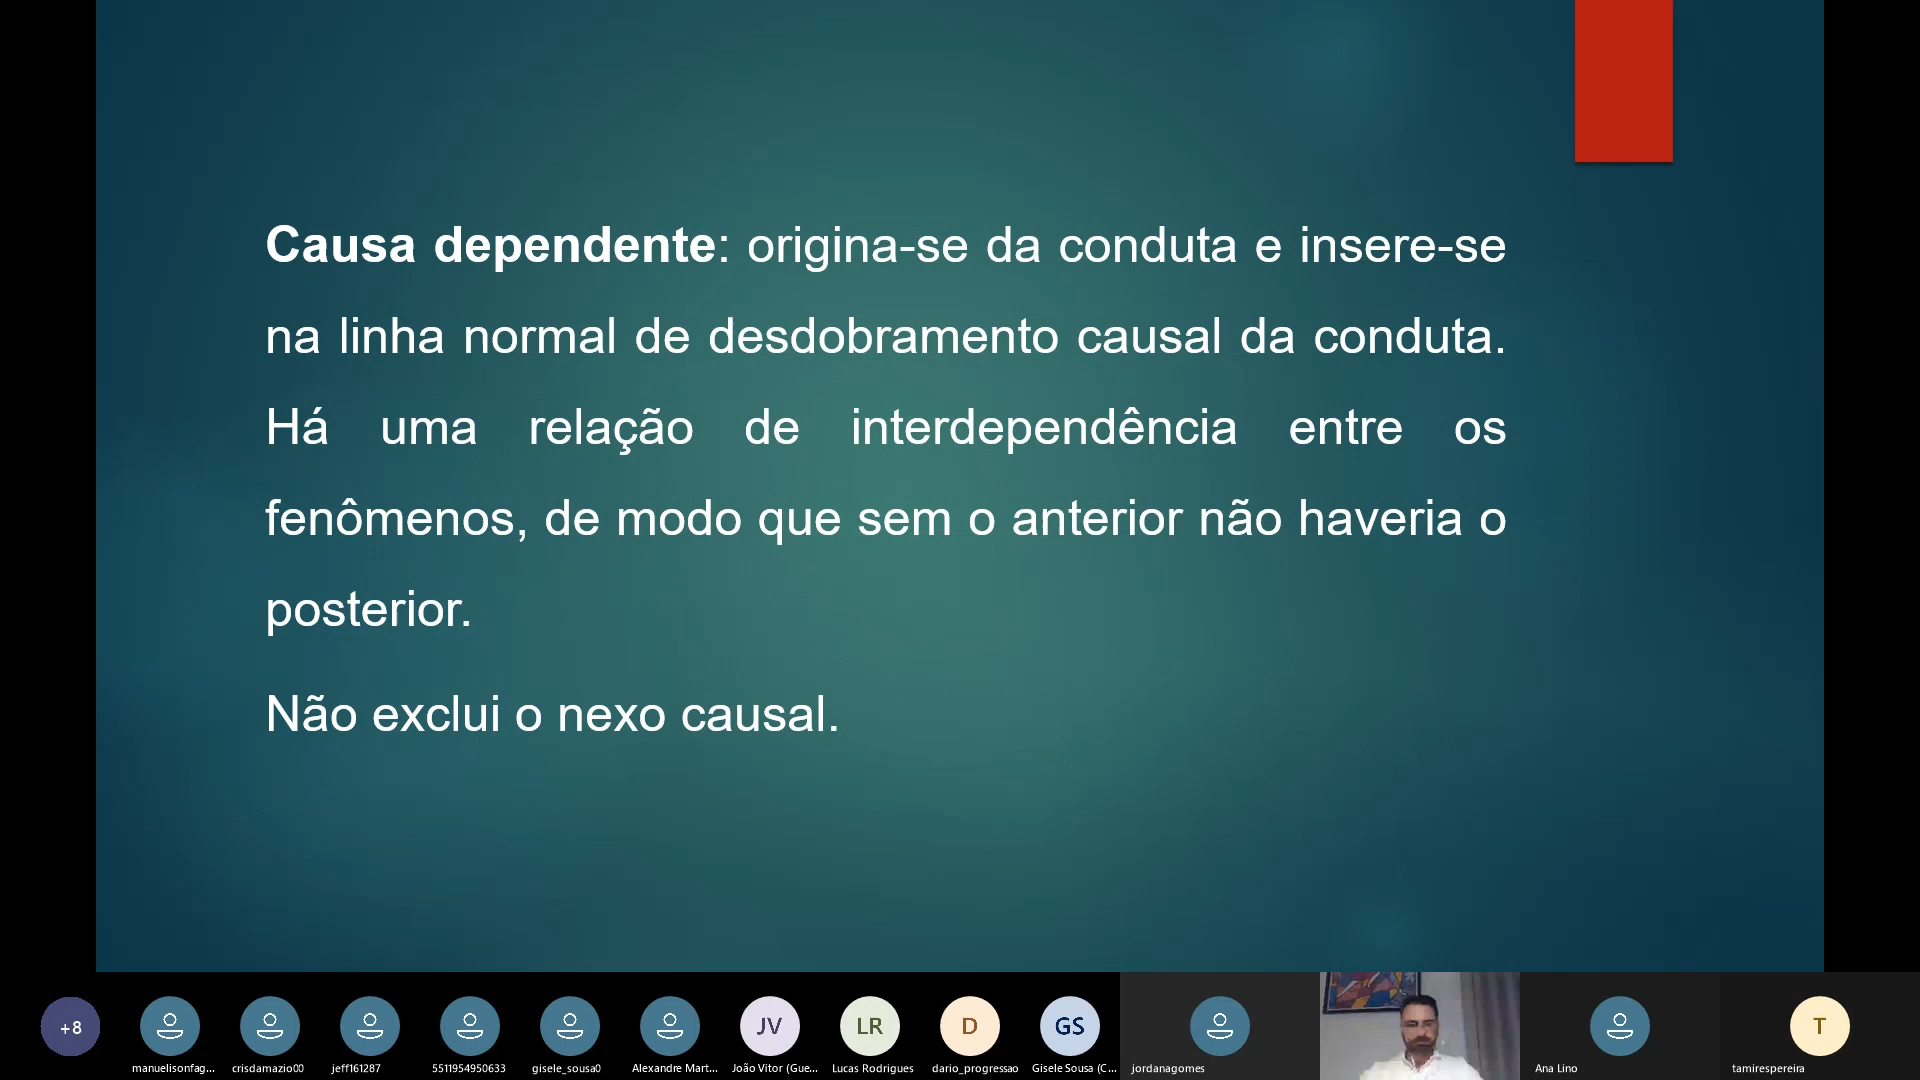 Causa dependente: origina-se da conduta e insere-se
na linha normal de desdobramento causal da conduta.
Há uma relação de interdependência entre os
fenômenos, de modo que sem o anterior não haveria o
posterior.
Não exclui o nexo causal.
+8
JV
LR
D
GS
T
manuelisonfag...
crisdamazio00
jeff161287
5511954950633
gisele_sousa0
Alexandre Mart...
João Vitor (Gue...
Lucas Rodrigues
dario_progressao
Gisele Sousa (C...
jordanagomes
Ana Lino
tamirespereira